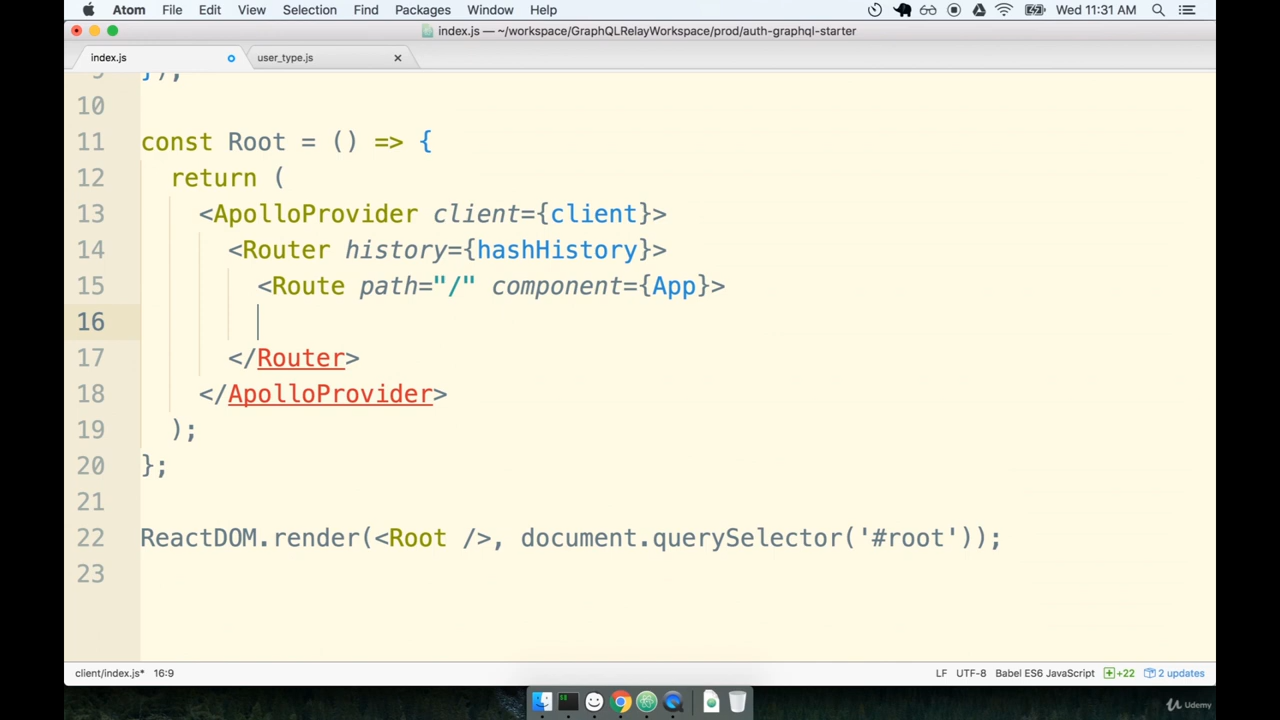 Atom File Edit View Selection Find Packages Window Help Wed 11:31 AM
index.js — ~/workspace/GraphQLRelayWorkspace/prod/auth-graphql-starter
index.js user_type.js
9 });
10
11 const Root = () => {
12 return (
13 <ApolloProvider client={client}>
14 <Router history={hashHistory}>
15 <Route path="/" component={App}>
16
17 </Router>
18 </ApolloProvider>
19 );
20 };
21
22 ReactDOM.render(<Root />, document.querySelector('#root'));
23
client/index.js* 16:9 LF UTF-8 Babel ES6 JavaScript +22 2 updates
Udemy